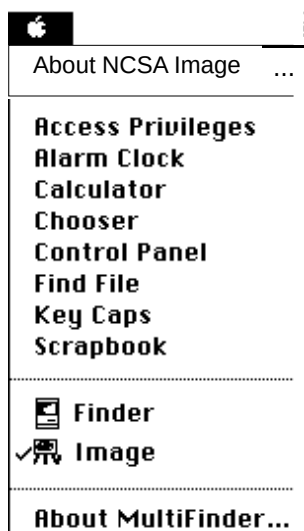 About NCSA Image ...
Access Privileges
Alarm Clock
Calculator
Chooser
Control Panel
Find File
Key Caps
Scrapbook
Finder
✓ Image
About MultiFinder...